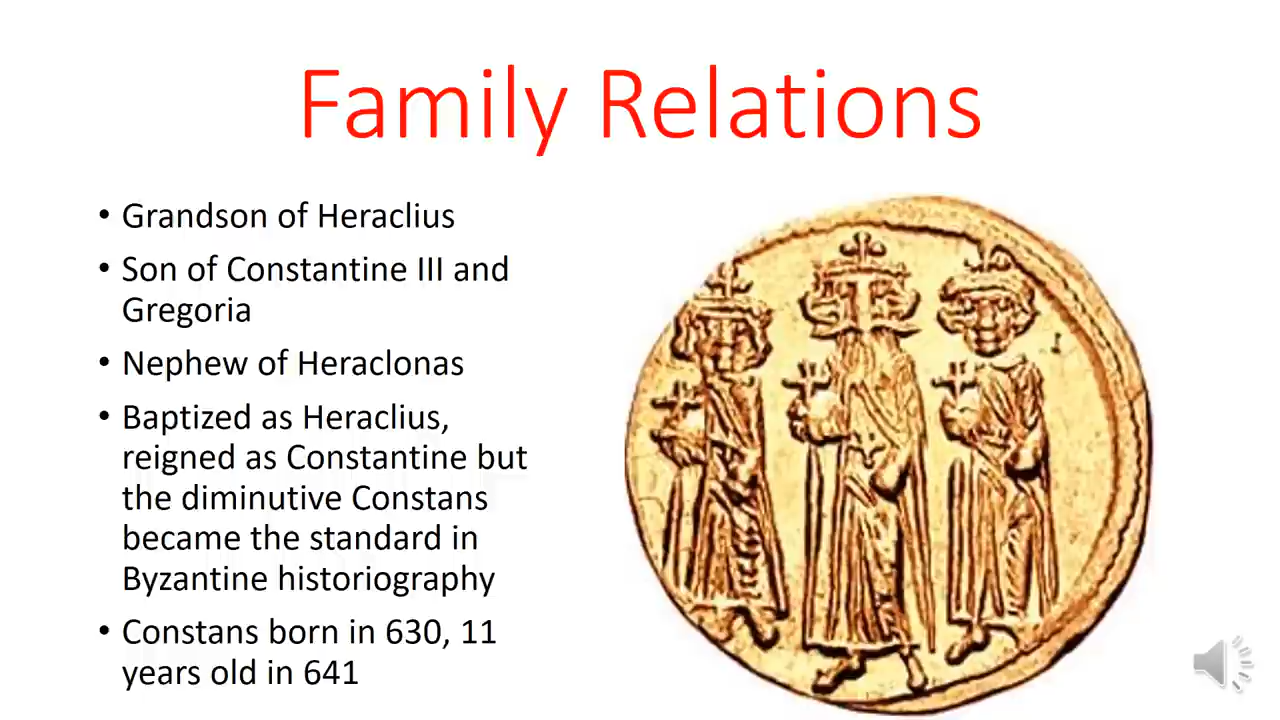 Family Relations
• Grandson of Heraclius
• Son of Constantine III and
Gregoria
• Nephew of Heraclonas
• Baptized as Heraclius,
reigned as Constantine but
the diminutive Constans
became the standard in
Byzantine historiography
• Constans born in 630, 11
years old in 641